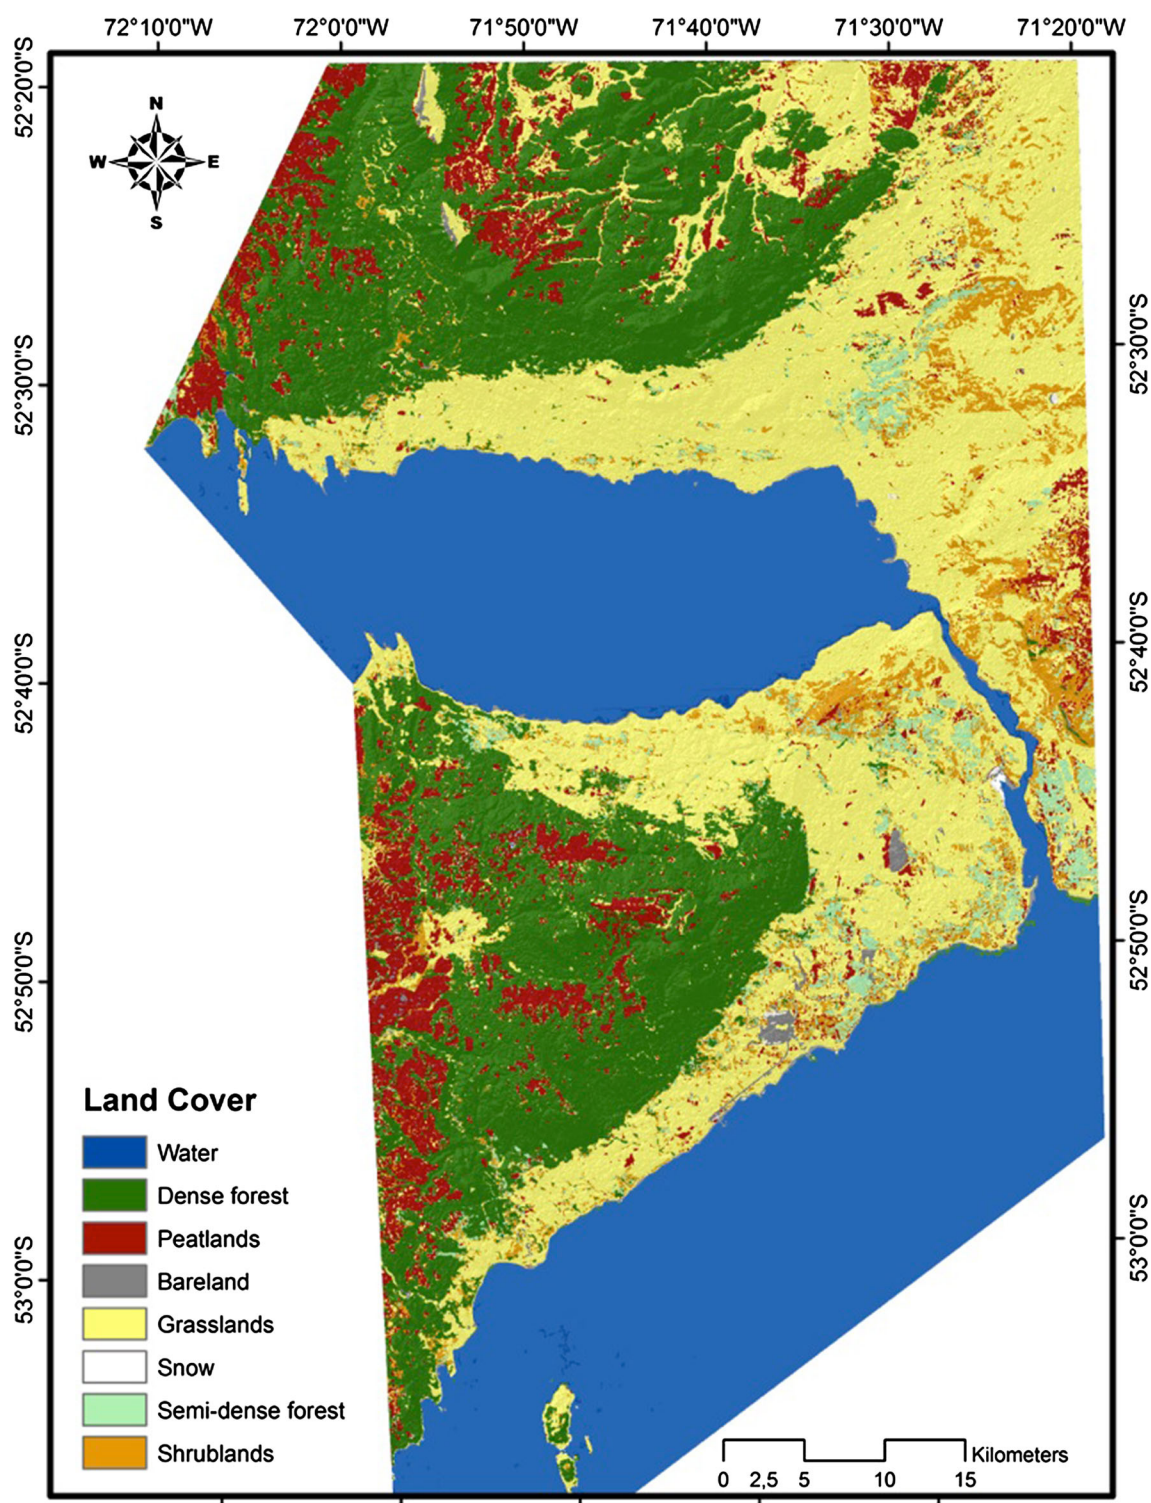 72°10'0"W 72°0'0"W 71°50'0"W 71°40'0"W 71°30'0"W 71°20'0"W
52°20'0"S
52°30'0"S
52°40'0"S
52°50'0"S
53°0'0"S
52°30'0"S
52°40'0"S
52°50'0"S
53°0'0"S
N
W E
S
Land Cover
Water
Dense forest
Peatlands
Bareland
Grasslands
Snow
Semi-dense forest
Shrublands
Kilometers
0 2,5 5 10 15